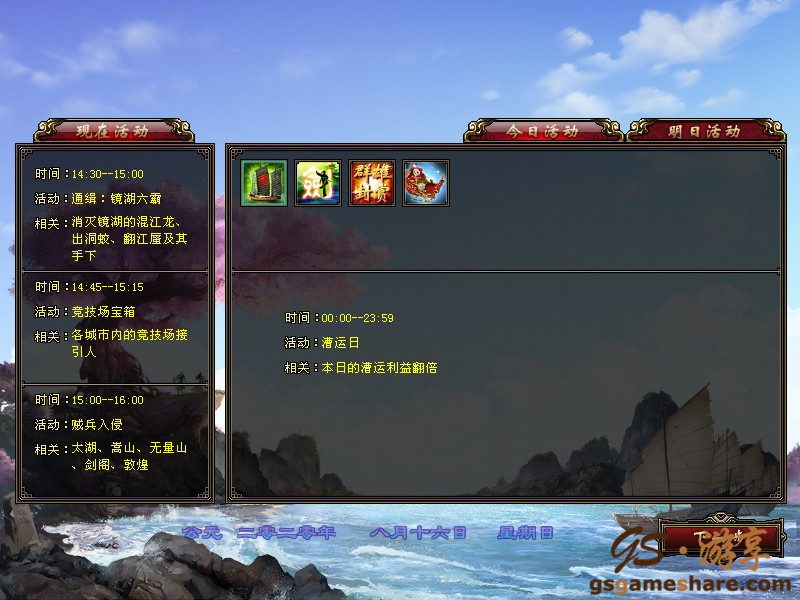 现在活动
今日活动
明日活动
时间：14:30--15:00
活动：通缉：镜湖六霸
相关：消灭镜湖的混江龙、
出洞蛟、翻江蜃及其
手下
时间：14:45--15:15
活动：竞技场宝箱
相关：各城市内的竞技场接
引人
时间：15:00--16:00
活动：贼兵入侵
相关：太湖、嵩山、无量山
、剑阁、敦煌
群雄
时间：00:00--23:59
活动：漕运日
相关：本日的漕运利益翻倍
公元 二零二零年 八月十六日 星期日
下
GS·游享
gsgameshare.com